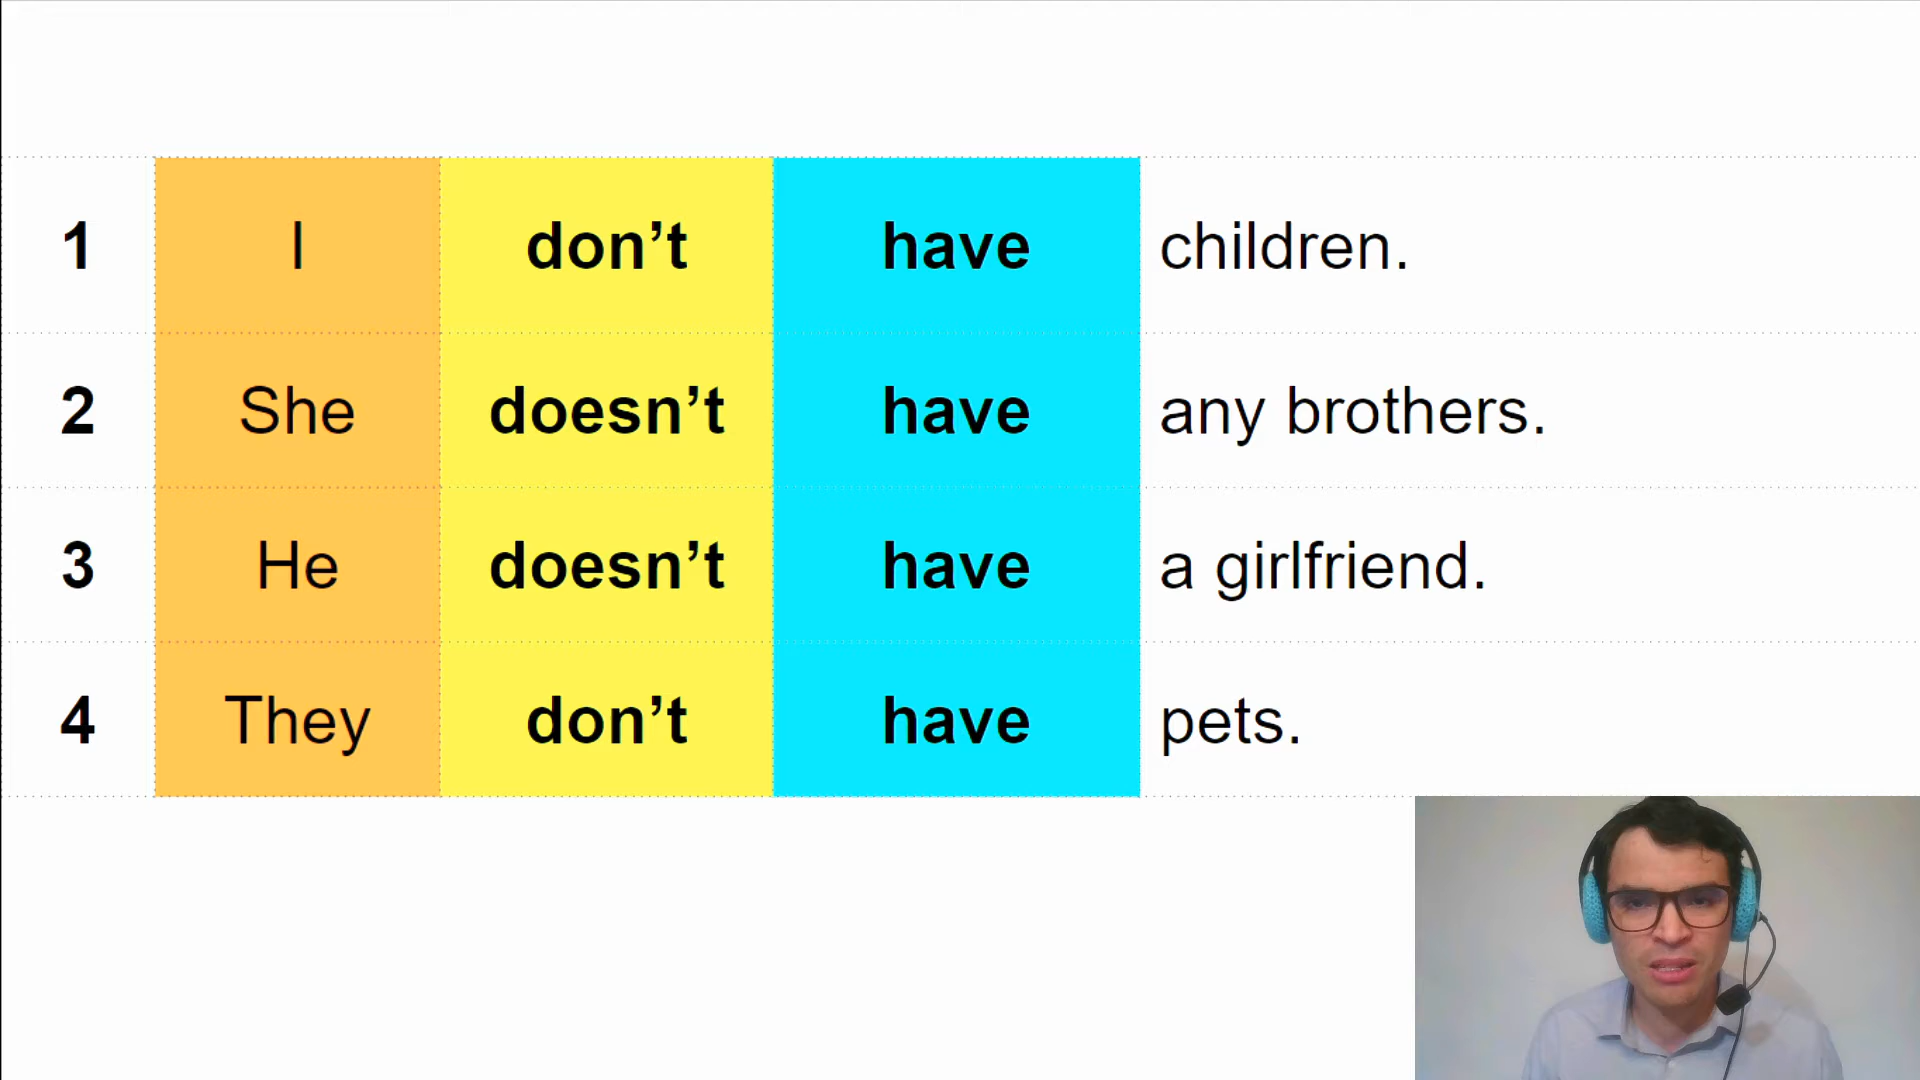 1 I don’t have children.
2 She doesn’t have any brothers.
3 He doesn’t have a girlfriend.
4 They don’t have pets.